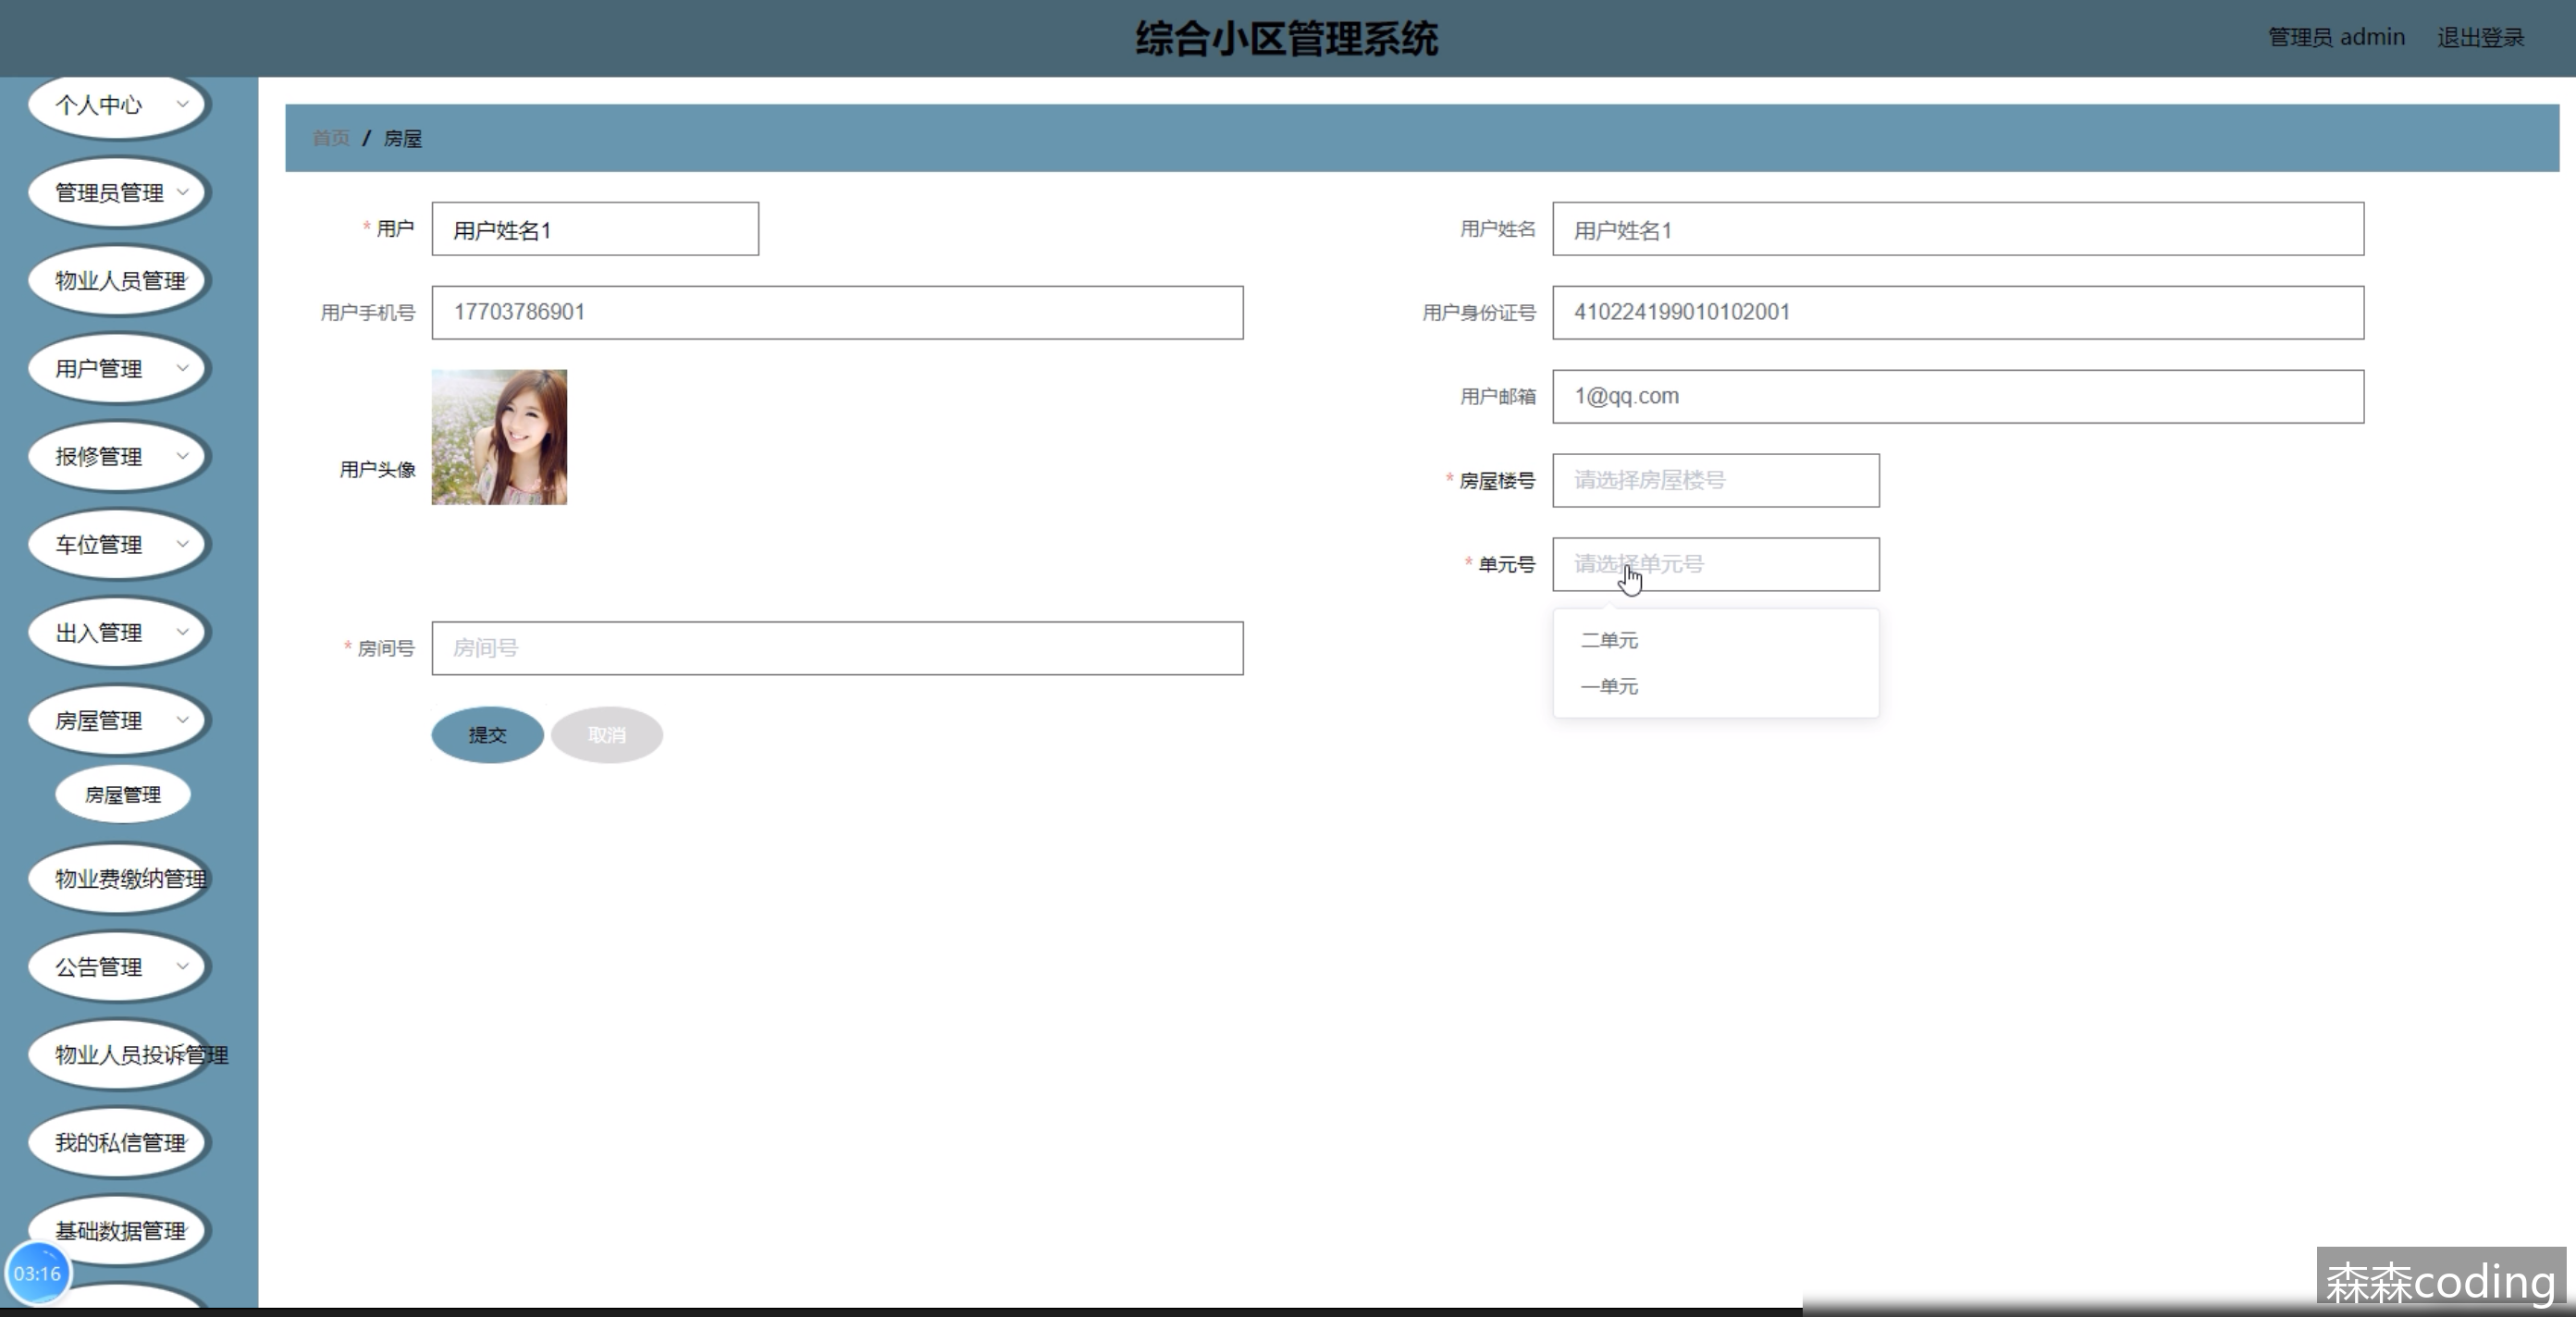 综合小区管理系统
管理员 admin 退出登录
个人中心
管理员管理
物业人员管理
用户管理
报修管理
车位管理
出入管理
房屋管理
房屋管理
物业费缴纳管理
公告管理
物业人员投诉管理
我的私信管理
基础数据管理
03:16
首页 / 房屋
* 用户 用户姓名1
用户姓名 用户姓名1
用户手机号 17703786901
用户身份证号 410224199010102001
用户头像
用户邮箱 1@qq.com
* 房屋楼号 请选择房屋楼号
* 单元号 请选择单元号
二单元
一单元
* 房间号 房间号
提交 取消
森森coding